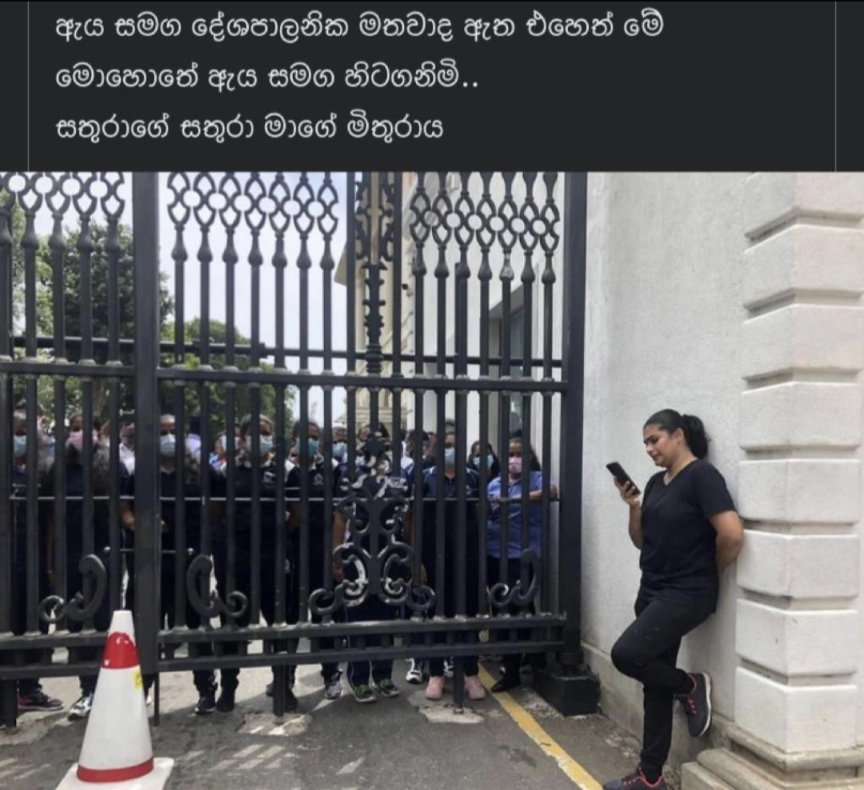 ඇය සමග දේශපාලනික මතවාද ඇත එහෙත් මේ
මොහොතේ ඇය සමග හිටගනිමි..
සතුරාගේ සතුරා මාගේ මිතුරාය